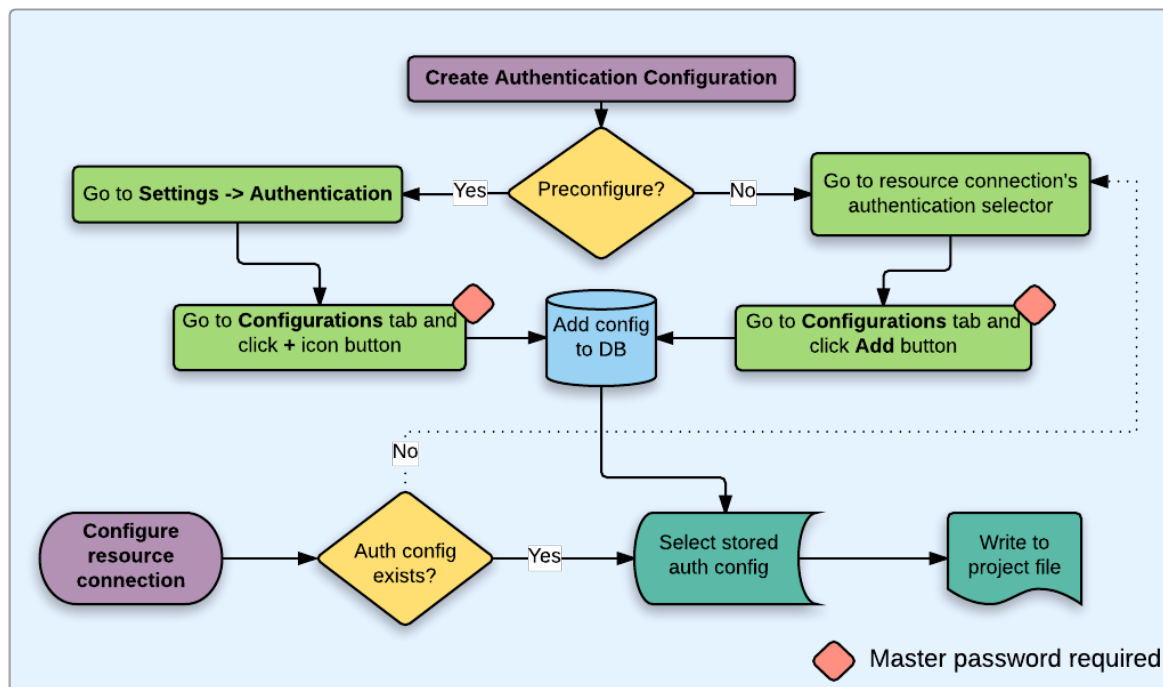 Create Authentication Configuration
Preconfigure?
Yes
No
Go to Settings -> Authentication
Go to resource connection's
authentication selector
Go to Configurations tab and
click + icon button
Add config
to DB
Go to Configurations tab and
click Add button
No
Configure
resource
connection
Auth config
exists?
Yes
Select stored
auth config
Write to
project file
Master password required